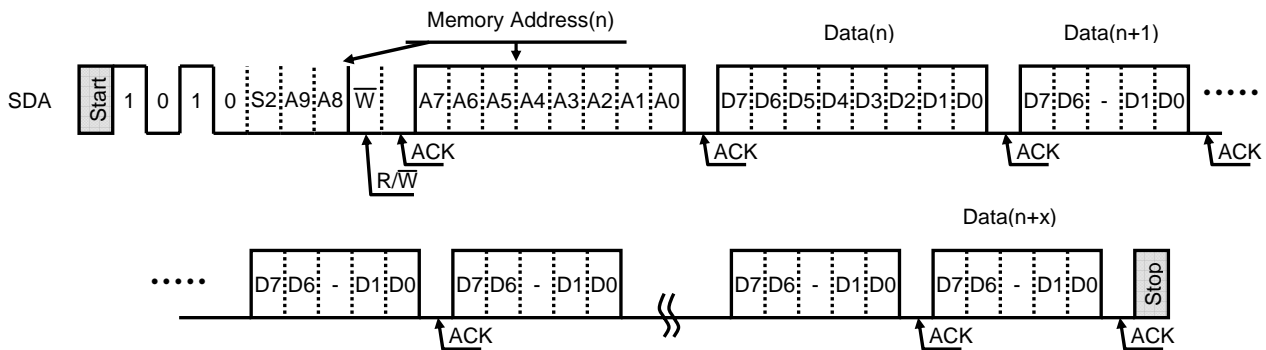 Memory Address(n)
Data(n) Data(n+1)
SDA Start 1 0 1 0 S2 A9 A8 W̅ A7 A6 A5 A4 A3 A2 A1 A0 D7 D6 D5 D4 D3 D2 D1 D0 D7 D6 - D1 D0 •••••
ACK ACK ACK ACK
R/W̅
Data(n+x)
••••• D7 D6 - D1 D0 D7 D6 - D1 D0 D7 D6 - D1 D0 D7 D6 - D1 D0 Stop
ACK ACK ACK